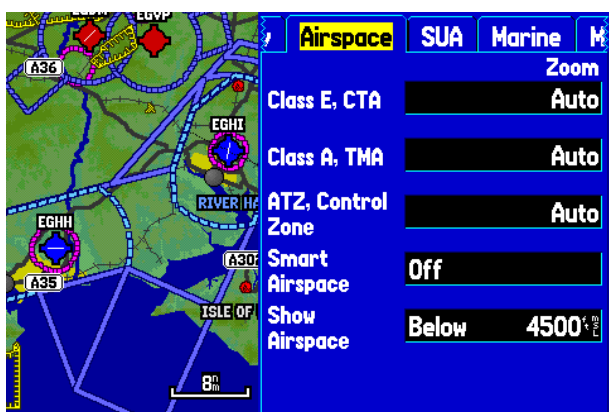 EGDM
EGVP
A36
EGHI
RIVER HA
EGHH
A30
A35
ISLE OF
8nm
Airspace
SUA
Marine
M
Zoom
Class E, CTA
Auto
Class A, TMA
Auto
ATZ, Control
Zone
Auto
Smart
Airspace
Off
Show
Airspace
Below
4500ft msl